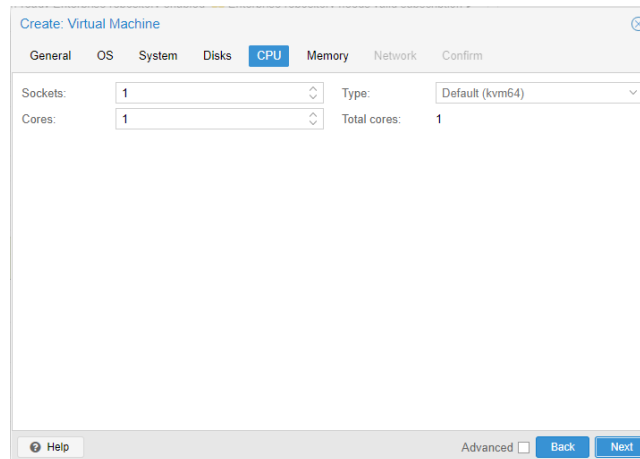 Create: Virtual Machine
General OS System Disks CPU Memory Network Confirm
Sockets: 1 Type: Default (kvm64)
Cores: 1 Total cores: 1
Help Advanced Back Next